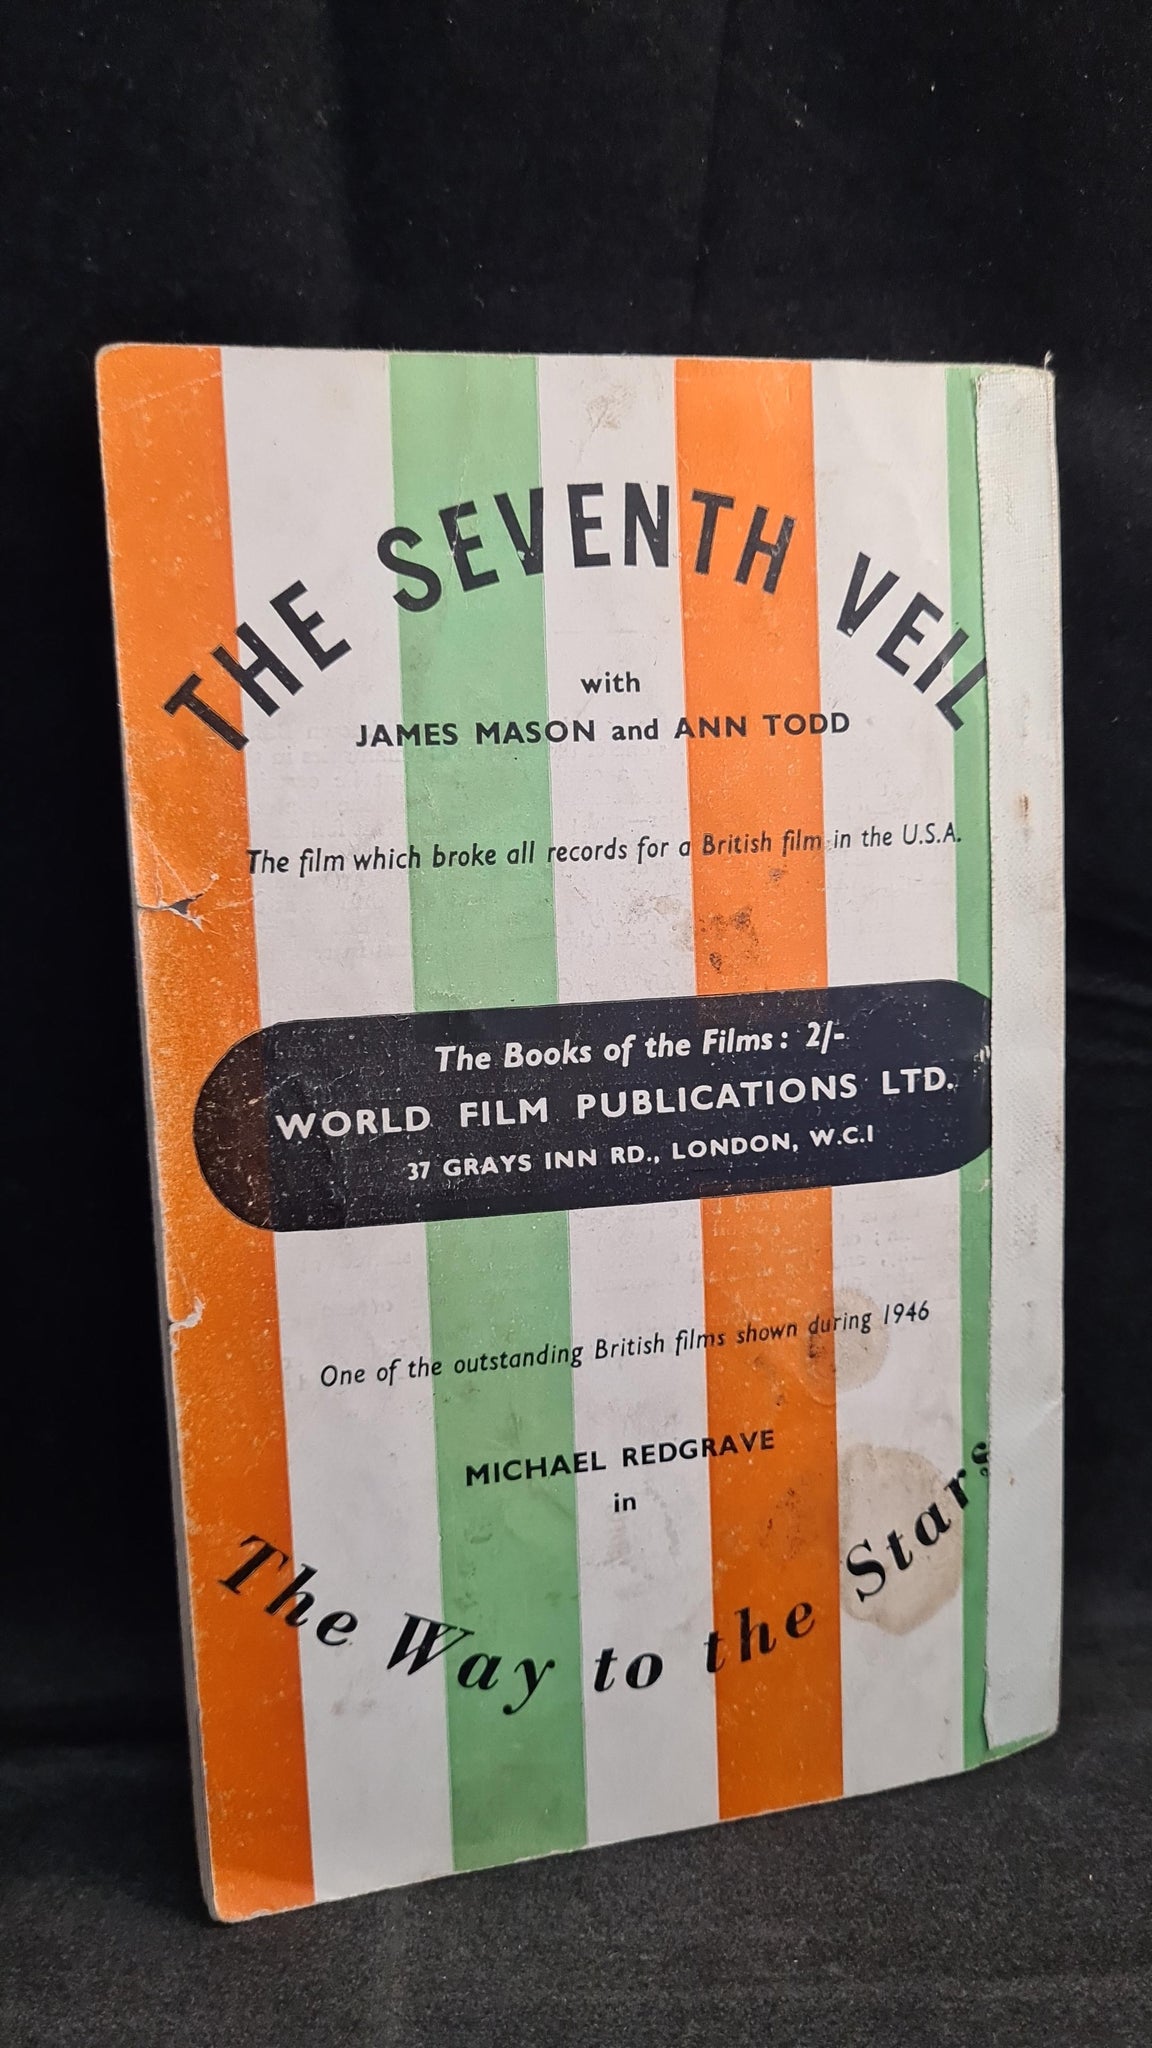 THE SEVENTH VEIL
with
JAMES MASON and ANN TODD
The film which broke all records for a British film in the U.S.A.
The Books of the Films: 2/-
WORLD FILM PUBLICATIONS LTD.
37 GRAYS INN RD., LONDON, W.C.1
One of the outstanding British films shown during 1946
MICHAEL REDGRAVE
in
The Way to the Stars